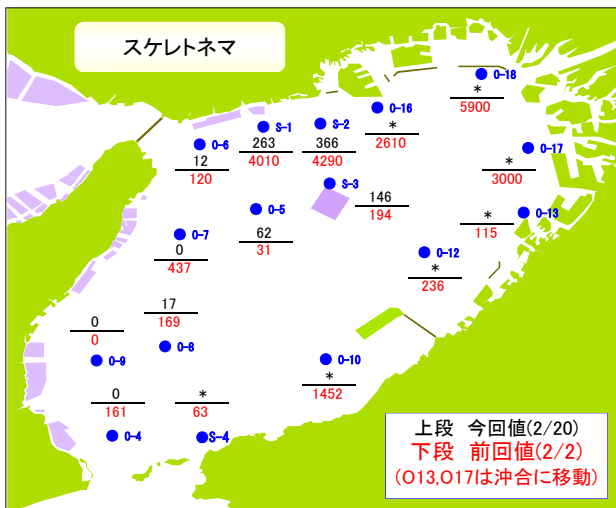 スケレトネマ
O-18
*
5900
O-16
*
2610
S-1
263
4010
S-2
366
4290
O-6
12
120
O-17
*
3000
S-3
146
194
O-5
62
31
O-13
*
115
O-7
0
437
O-12
*
236
17
169
O-8
0
0
O-9
O-10
*
1452
0
161
O-4
*
63
S-4
上段 今回値(2/20)
下段 前回値(2/2)
(O13,O17は沖合に移動)